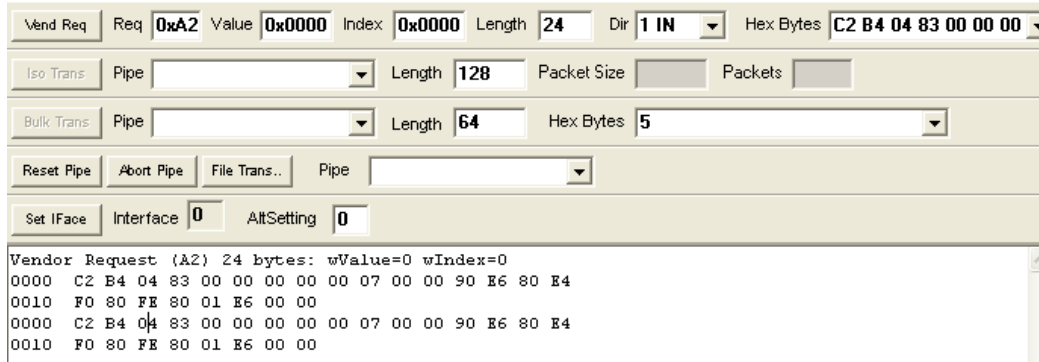 Vend Req Req 0xA2 Value 0x0000 Index 0x0000 Length 24 Dir 1 IN Hex Bytes C2 B4 04 83 00 00 00
Iso Trans Pipe Length 128 Packet Size Packets
Bulk Trans Pipe Length 64 Hex Bytes 5
Reset Pipe Abort Pipe File Trans.. Pipe
Set IFace Interface 0 AltSetting 0
Vendor Request (A2) 24 bytes: wValue=0 wIndex=0
0000 C2 B4 04 83 00 00 00 00 00 07 00 00 90 E6 80 E4
0010 F0 80 FE 80 01 E6 00 00
0000 C2 B4 04 83 00 00 00 00 00 07 00 00 90 E6 80 E4
0010 F0 80 FE 80 01 E6 00 00